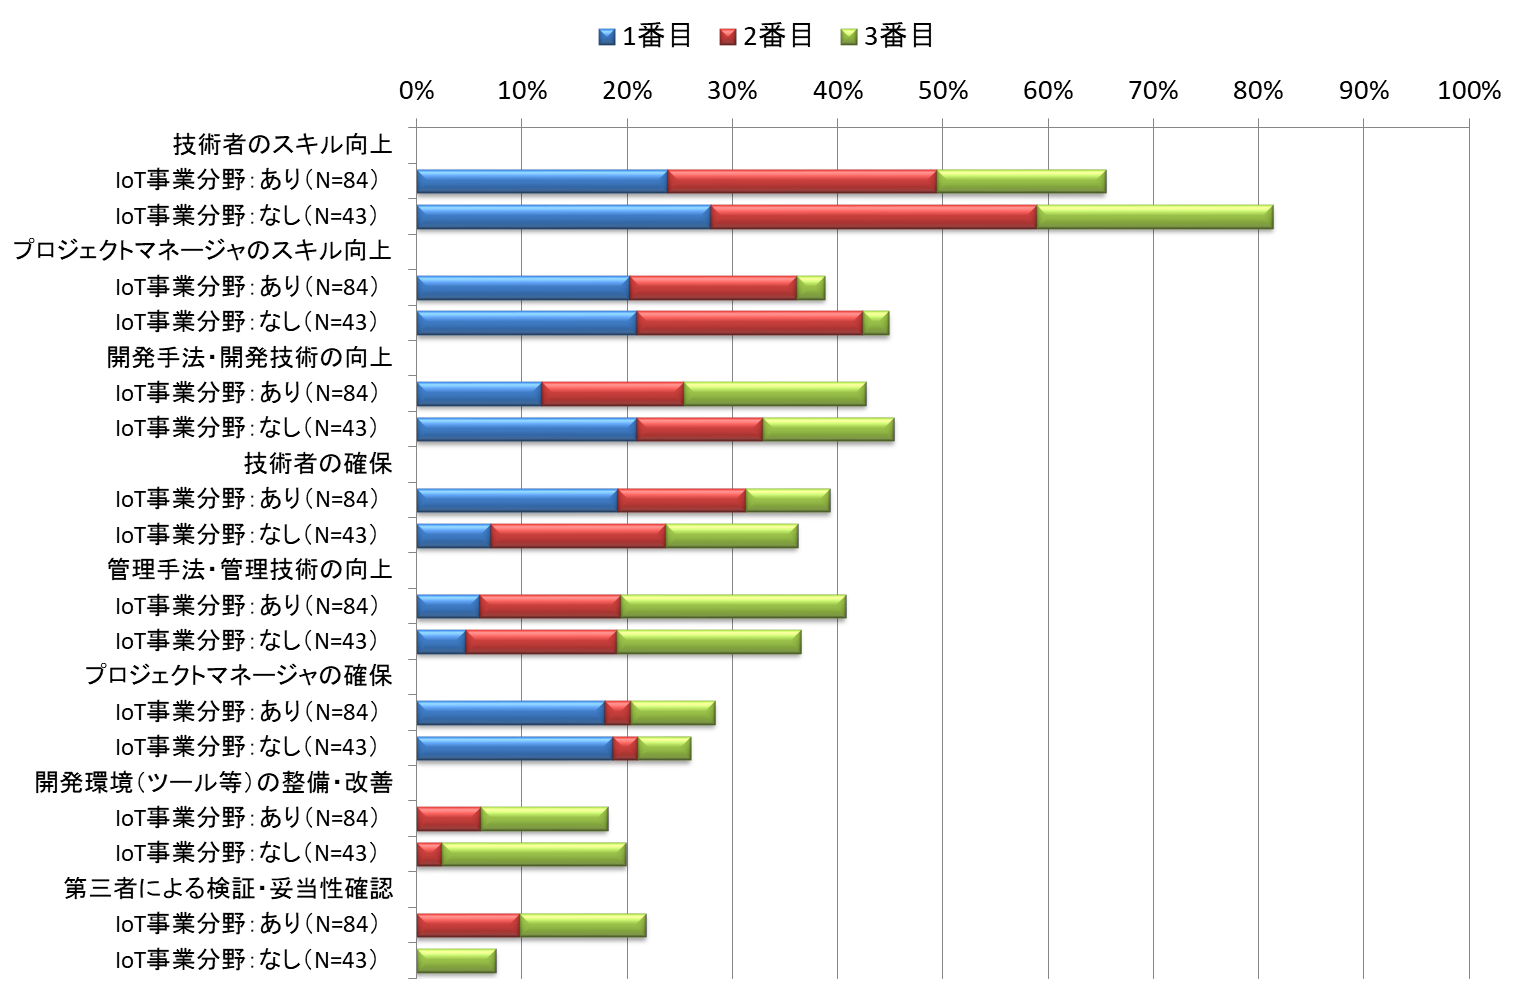 1番目 2番目 3番目
0% 10% 20% 30% 40% 50% 60% 70% 80% 90% 100%
技術者のスキル向上
IoT事業分野：あり（N=84）
IoT事業分野：なし（N=43）
プロジェクトマネージャのスキル向上
IoT事業分野：あり（N=84）
IoT事業分野：なし（N=43）
開発手法・開発技術の向上
IoT事業分野：あり（N=84）
IoT事業分野：なし（N=43）
技術者の確保
IoT事業分野：あり（N=84）
IoT事業分野：なし（N=43）
管理手法・管理技術の向上
IoT事業分野：あり（N=84）
IoT事業分野：なし（N=43）
プロジェクトマネージャの確保
IoT事業分野：あり（N=84）
IoT事業分野：なし（N=43）
開発環境（ツール等）の整備・改善
IoT事業分野：あり（N=84）
IoT事業分野：なし（N=43）
第三者による検証・妥当性確認
IoT事業分野：あり（N=84）
IoT事業分野：なし（N=43）